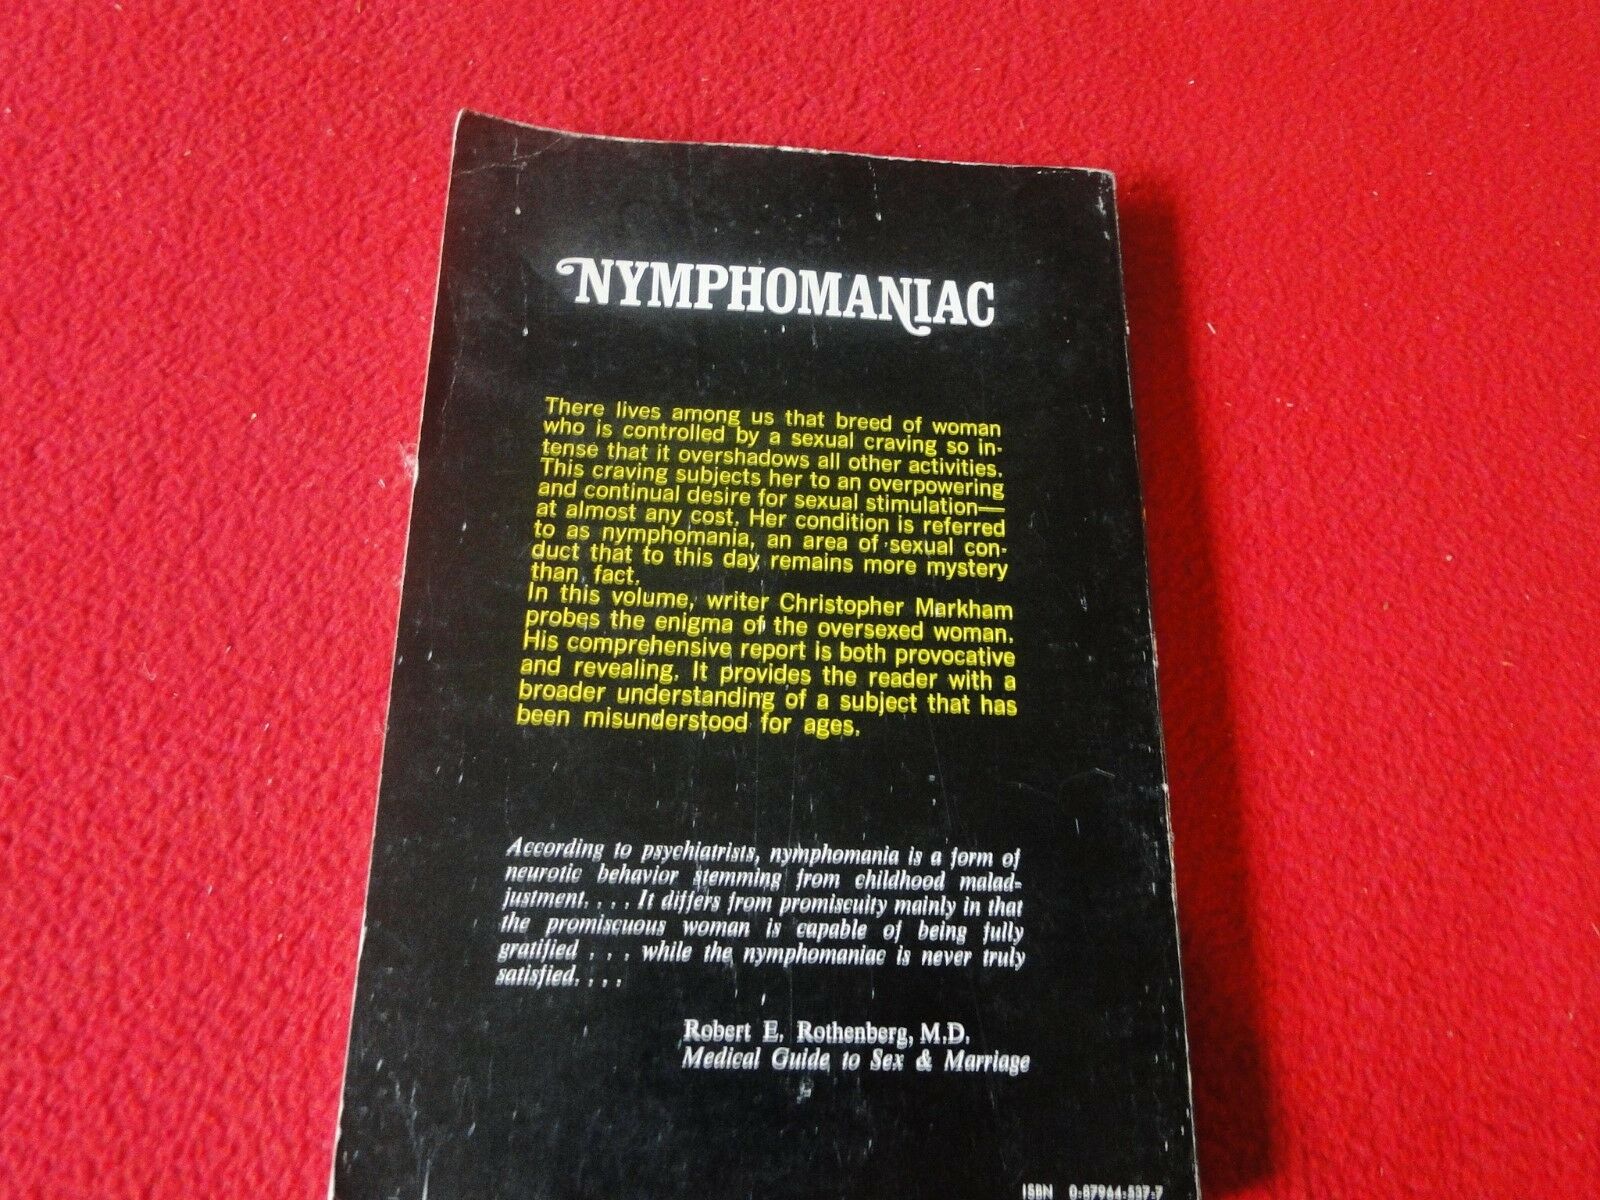 NYMPHOMANIAC
There lives among us that breed of woman
who is controlled by a sexual craving so in-
tense that it overshadows all other activities.
This craving subjects her to an overpowering
and continual desire for sexual stimulation—
at almost any cost. Her condition is referred
to as nymphomania, an area of sexual con-
duct that to this day remains more mystery
than fact.
In this volume, writer Christopher Markham
probes the enigma of the oversexed woman.
His comprehensive report is both provocative
and revealing. It provides the reader with a
broader understanding of a subject that has
been misunderstood for ages.
According to psychiatrists, nymphomania is a form of
neurotic behavior stemming from childhood malad-
justment. . . . It differs from promiscuity mainly in that
the promiscuous woman is capable of being fully
gratified . . . while the nymphomaniac is never truly
satisfied. . . .
Robert E. Rothenberg, M.D.
Medical Guide to Sex & Marriage
ISBN 0-87964-537-7